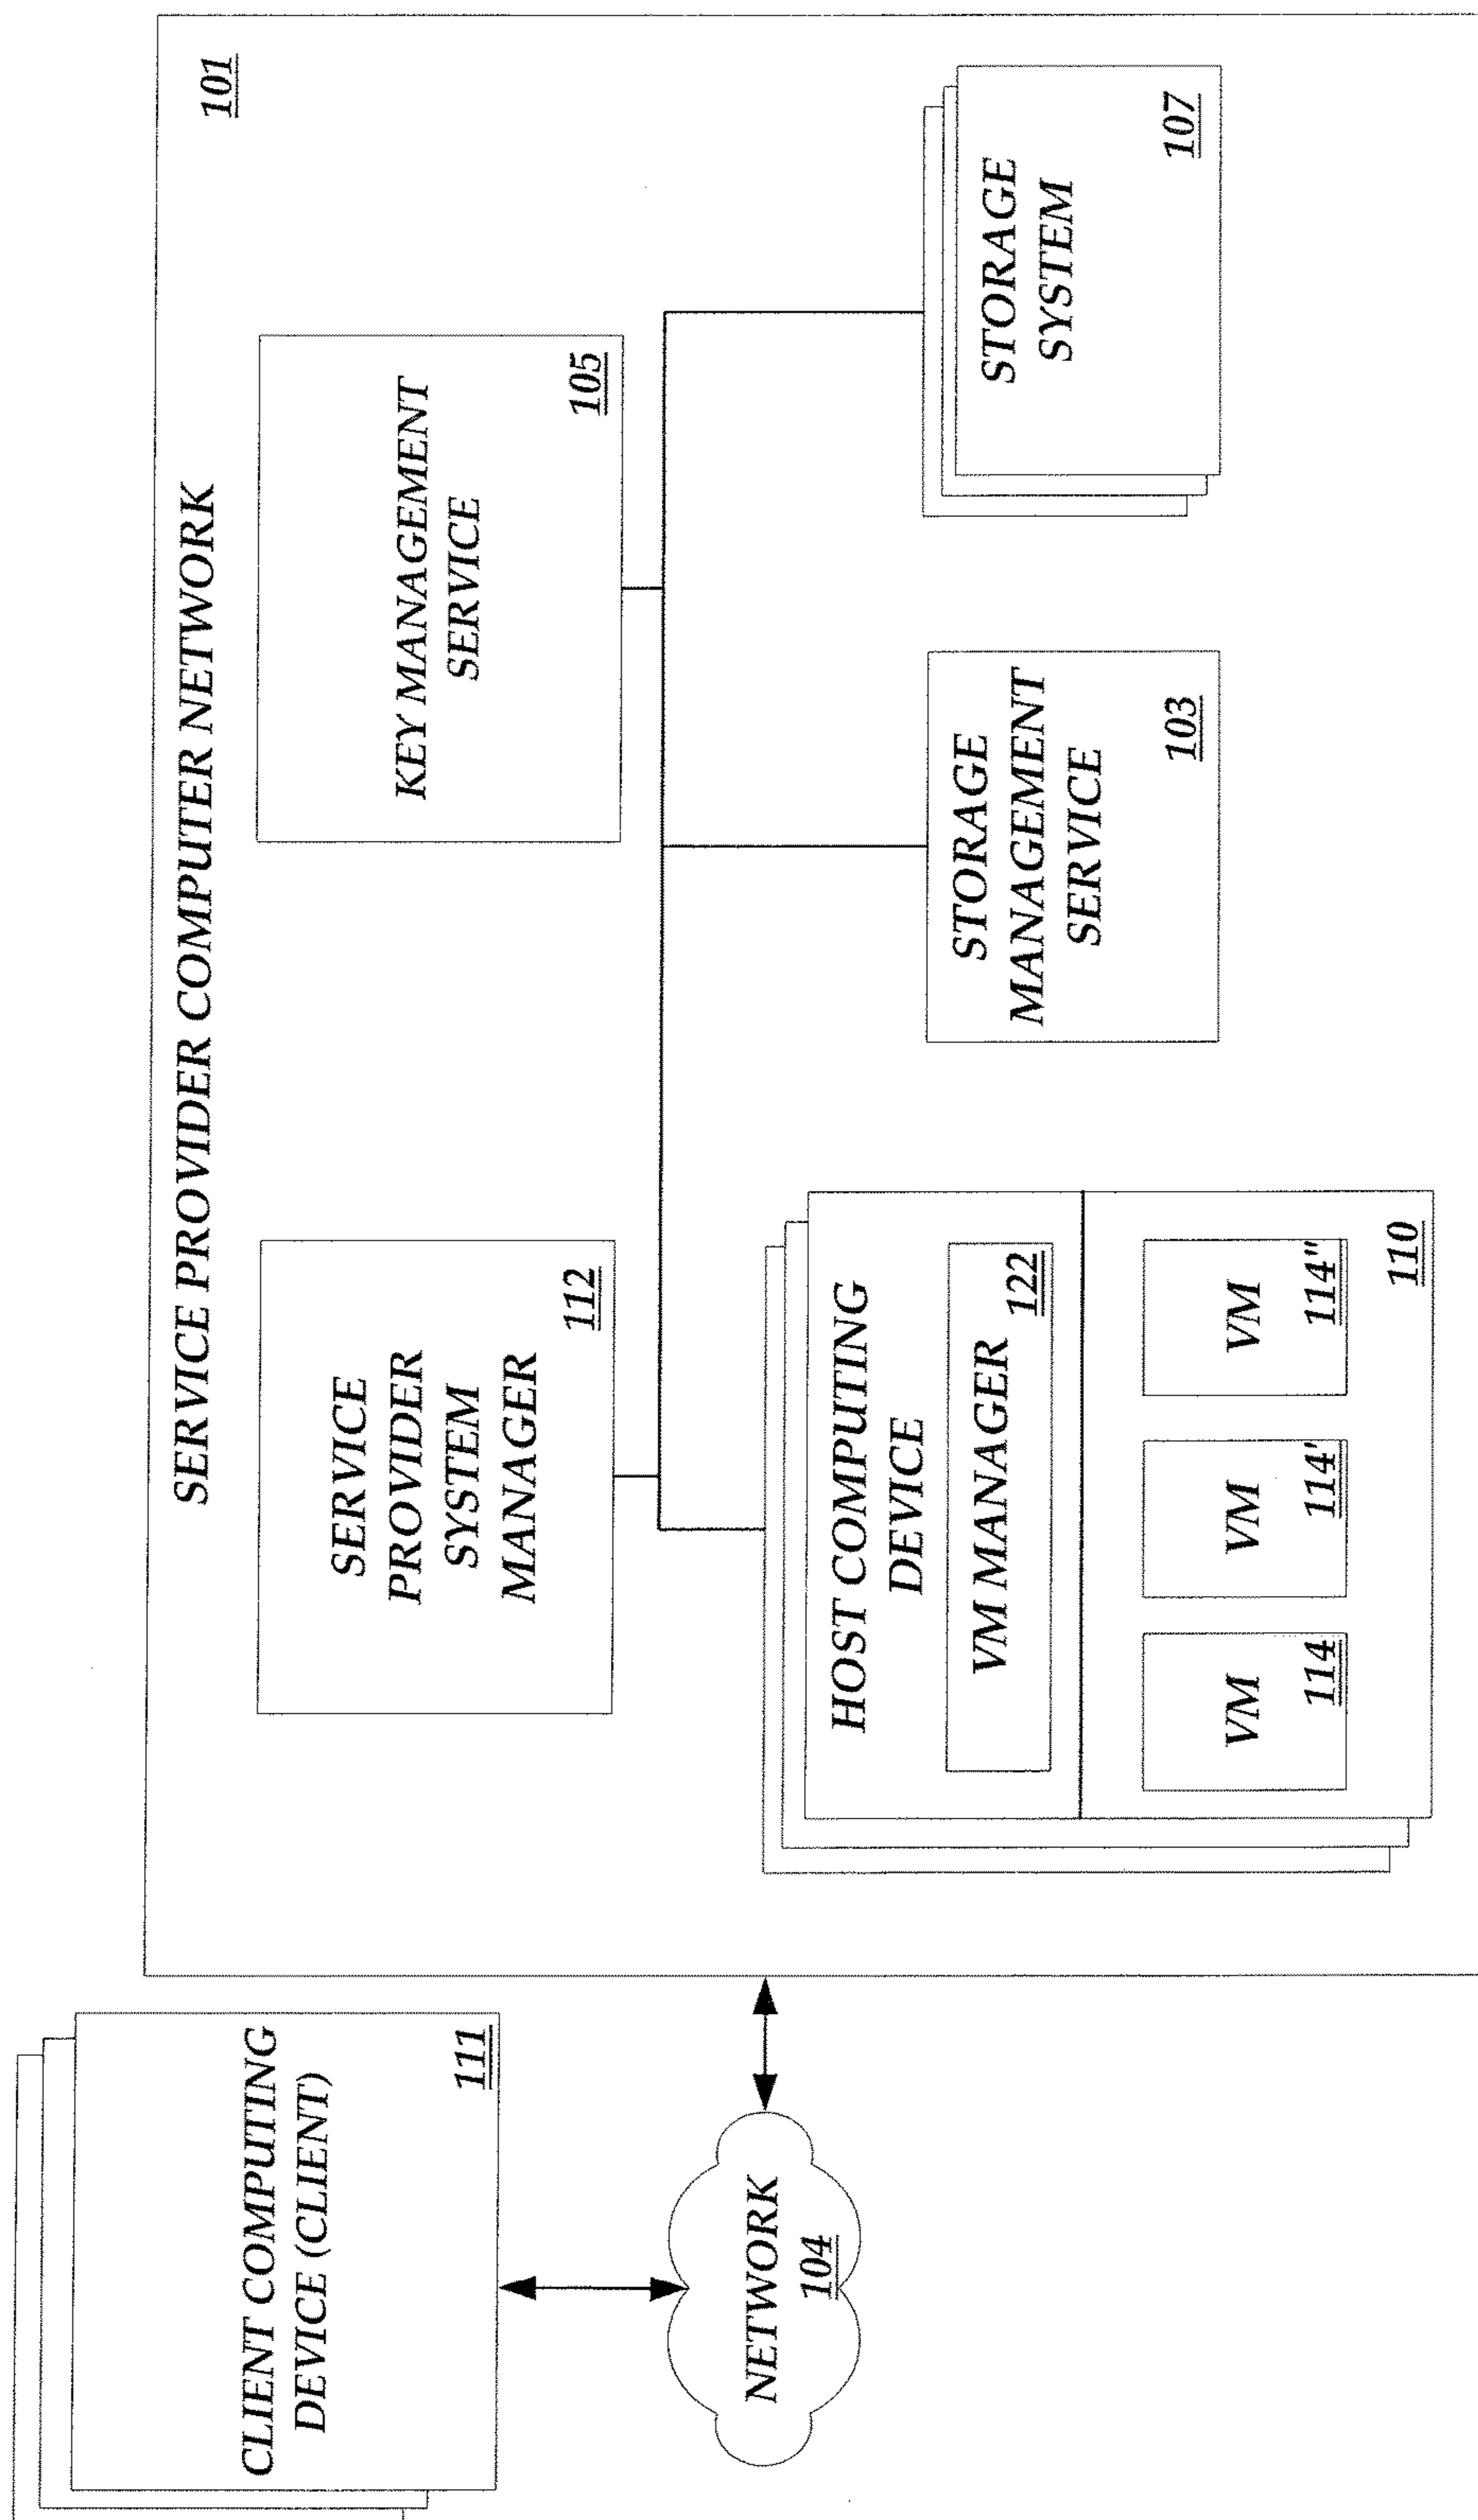 SERVICE PROVIDER COMPUTER NETWORK
101
CLIENT COMPUTING
DEVICE (CLIENT)
111
NETWORK
104
SERVICE
PROVIDER
SYSTEM
MANAGER
112
KEY MANAGEMENT
SERVICE
105
HOST COMPUTING
DEVICE
VM MANAGER
122
VM
114
VM
114'
VM
114"
110
STORAGE
MANAGEMENT
SERVICE
103
STORAGE
SYSTEM
107